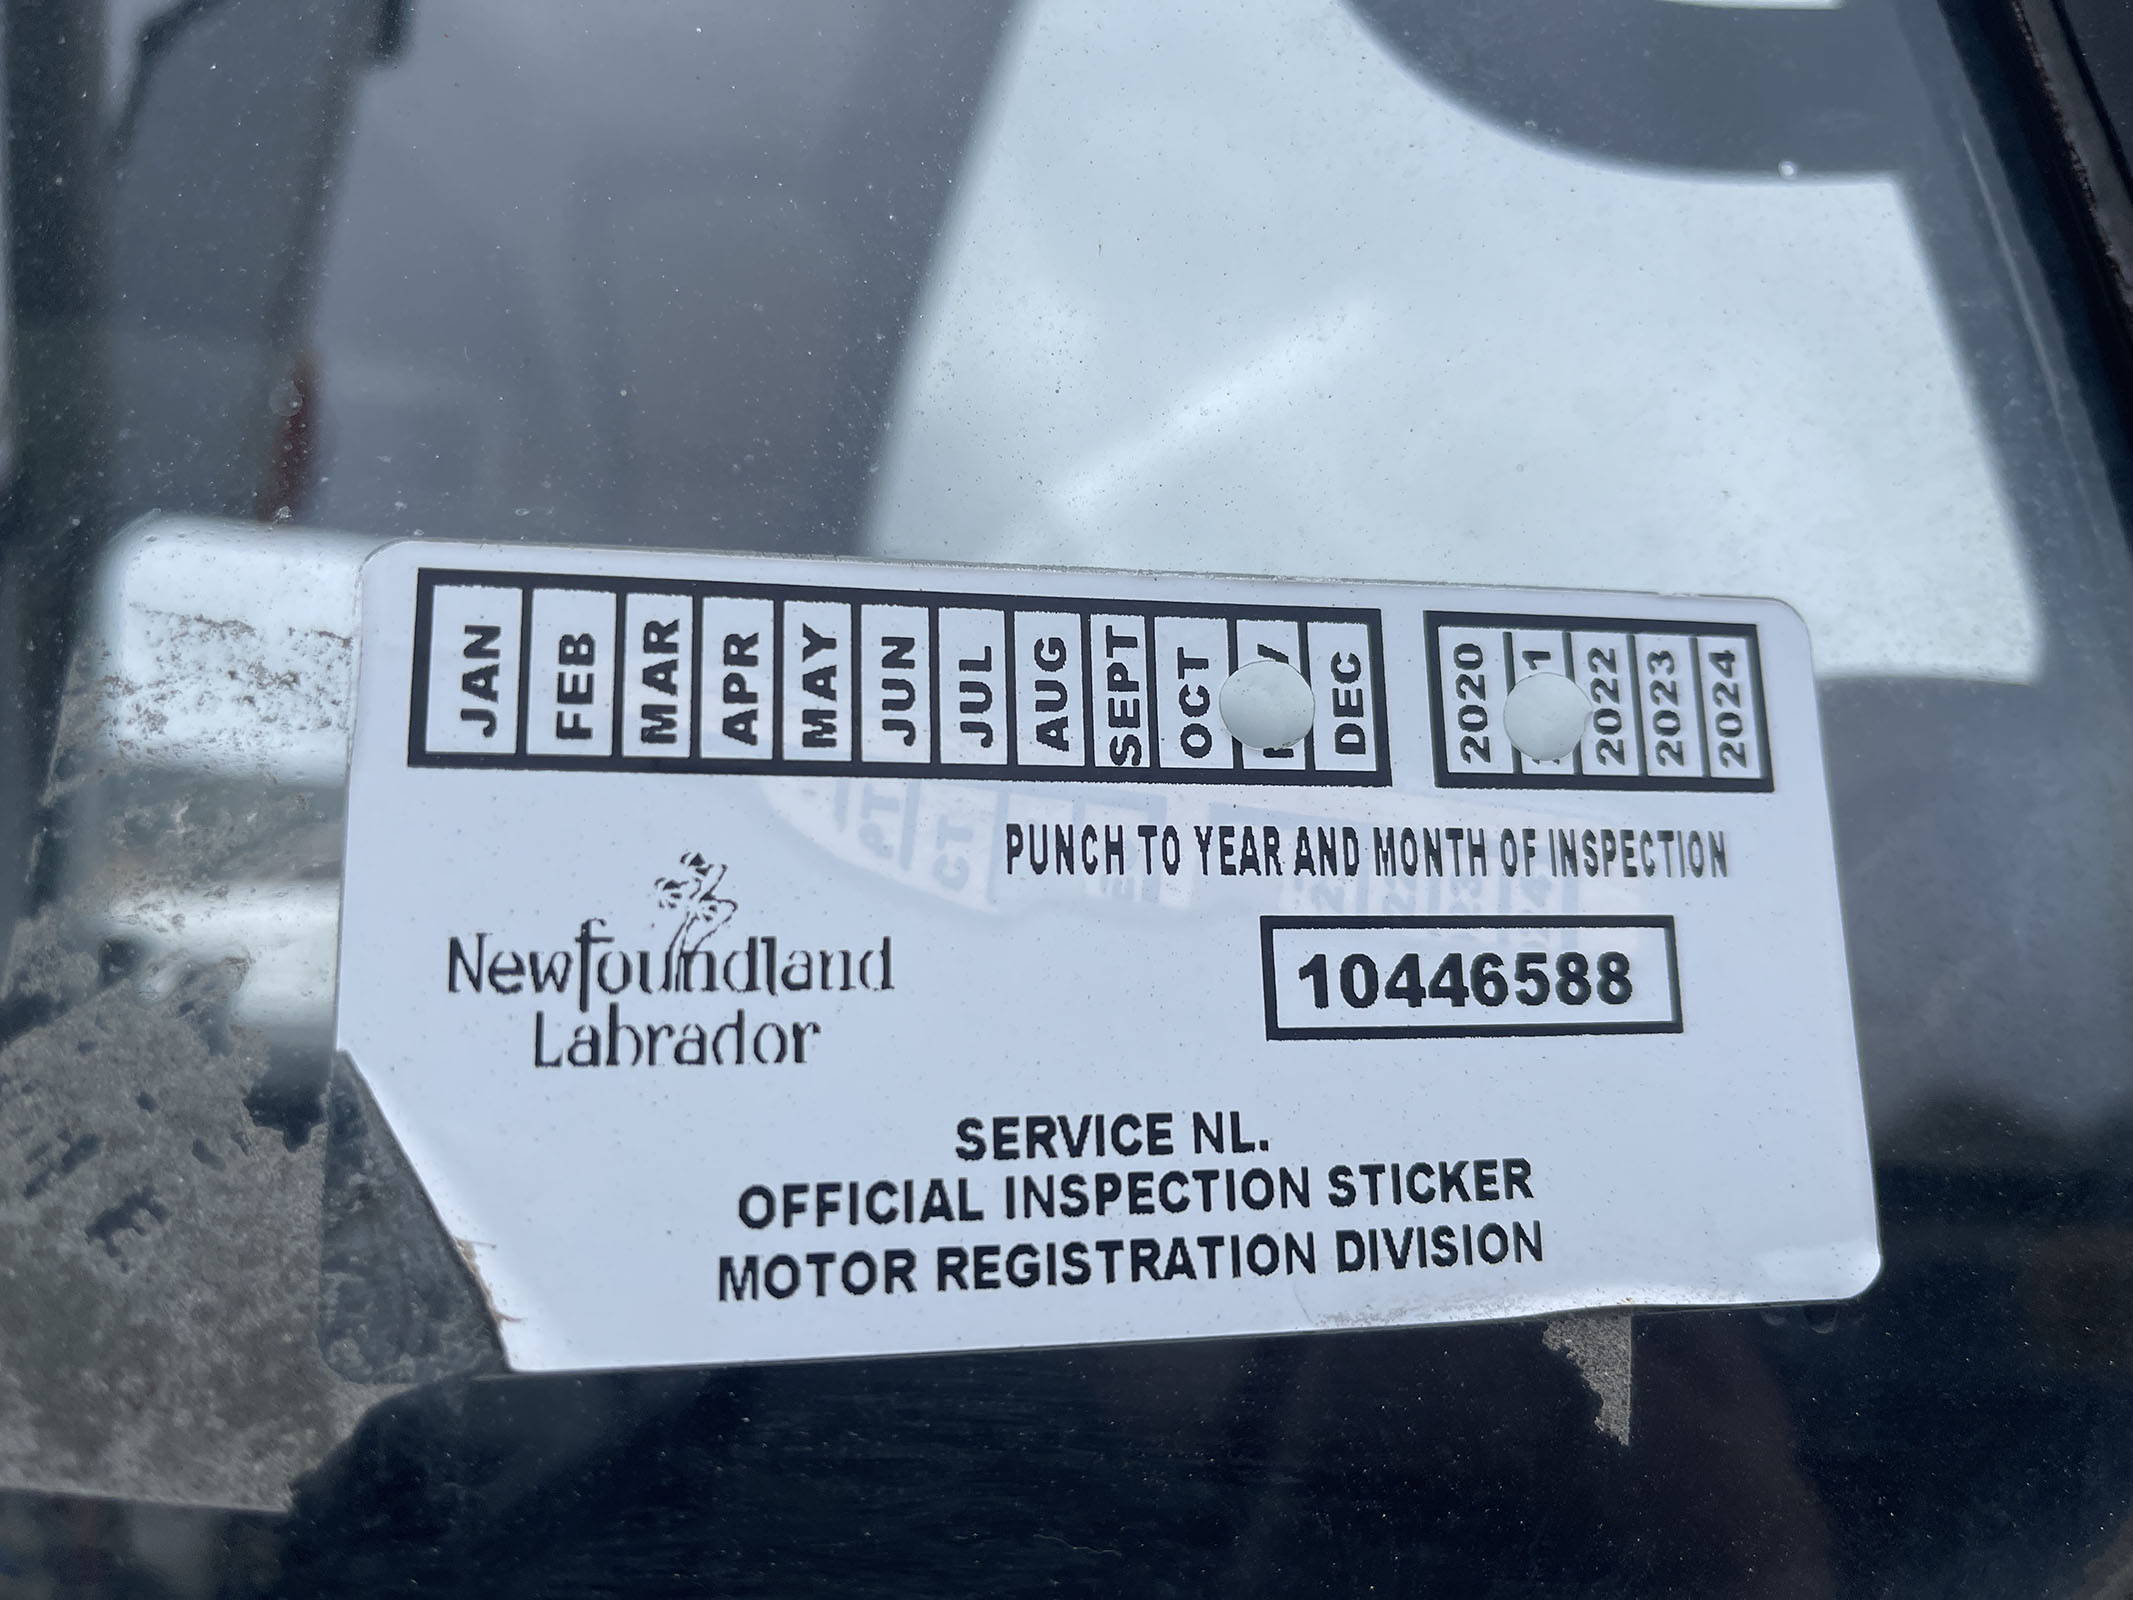 JAN FEB MAR APR MAY JUN JUL AUG SEPT OCT DEC 2020 2022 2023 2024
PUNCH TO YEAR AND MONTH OF INSPECTION
Newfoundland
Labrador
10446588
SERVICE NL.
OFFICIAL INSPECTION STICKER
MOTOR REGISTRATION DIVISION